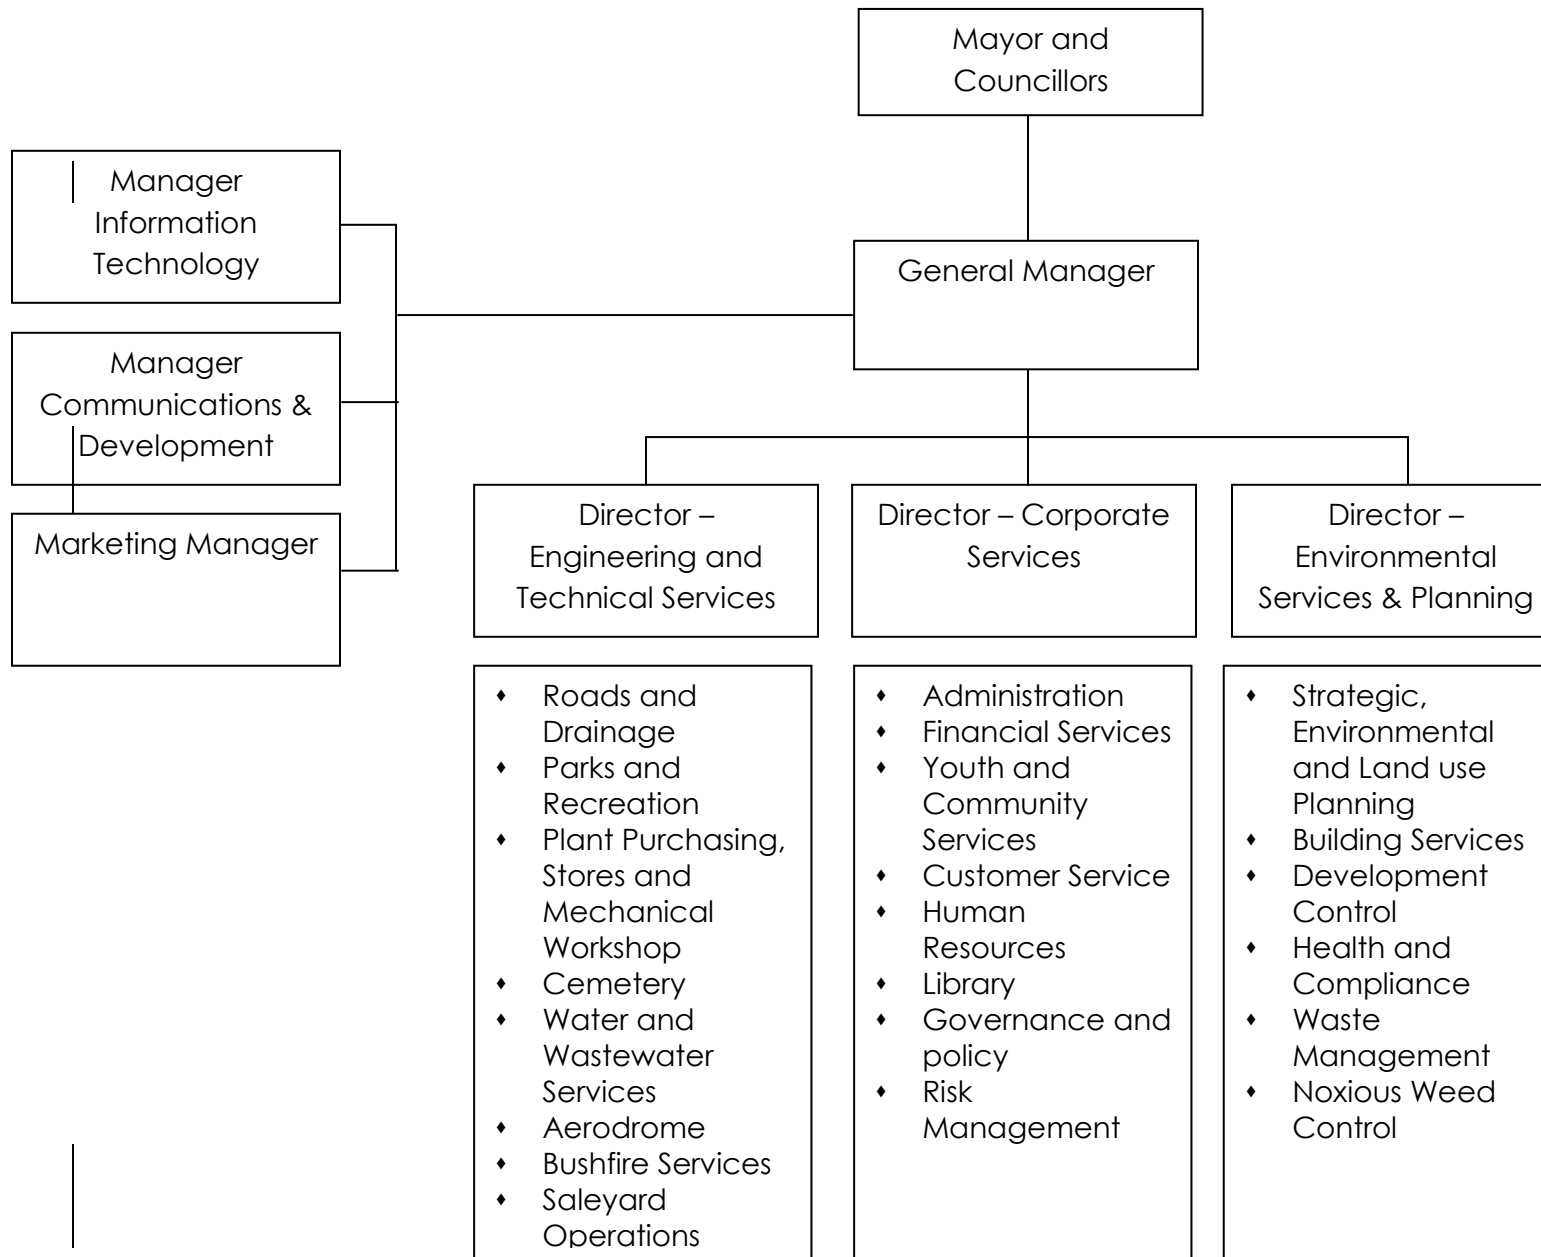 Mayor and
Councillors
Manager
Information
Technology
General Manager
Manager
Communications &
Development
Marketing Manager
Director –
Engineering and
Technical Services
Director – Corporate
Services
Director –
Environmental
Services & Planning
♦ Roads and
Drainage
♦ Parks and
Recreation
♦ Plant Purchasing,
Stores and
Mechanical
Workshop
♦ Cemetery
♦ Water and
Wastewater
Services
♦ Aerodrome
♦ Bushfire Services
♦ Saleyard
Operations
♦ Administration
♦ Financial Services
♦ Youth and
Community
Services
♦ Customer Service
♦ Human
Resources
♦ Library
♦ Governance and
policy
♦ Risk
Management
♦ Strategic,
Environmental
and Land use
Planning
♦ Building Services
♦ Development
Control
♦ Health and
Compliance
♦ Waste
Management
♦ Noxious Weed
Control